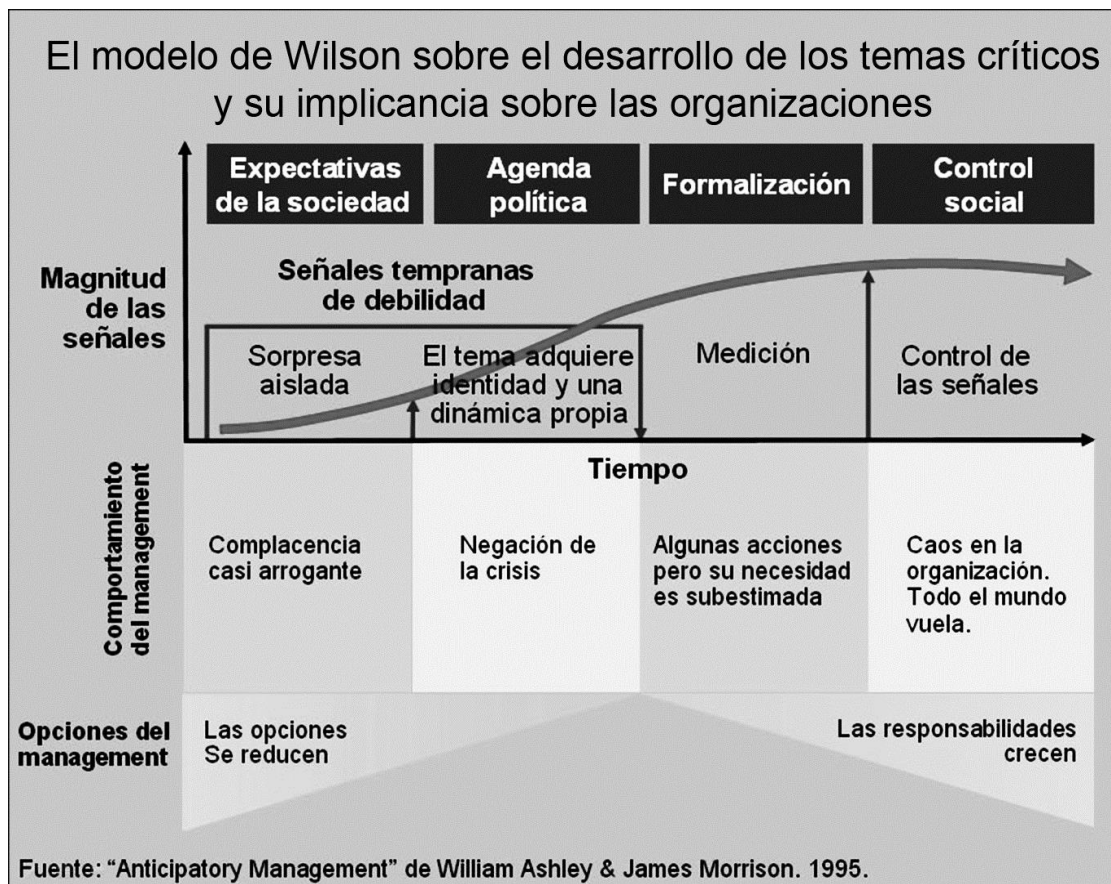 El modelo de Wilson sobre el desarrollo de los temas críticos
y su implicancia sobre las organizaciones
Expectativas
de la sociedad
Agenda
política
Formalización
Control
social
Magnitud
de las
señales
Señales tempranas
de debilidad
Sorpresa
aislada
El tema adquiere
identidad y una
dinámica propia
Medición
Control de
las señales
Tiempo
Comportamiento
del management
Complacencia
casi arrogante
Negación de
la crisis
Algunas acciones
pero su necesidad
es subestimada
Caos en la
organización.
Todo el mundo
vuela.
Opciones del
management
Las opciones
Se reducen
Las responsabilidades
crecen
Fuente: “Anticipatory Management” de William Ashley & James Morrison. 1995.